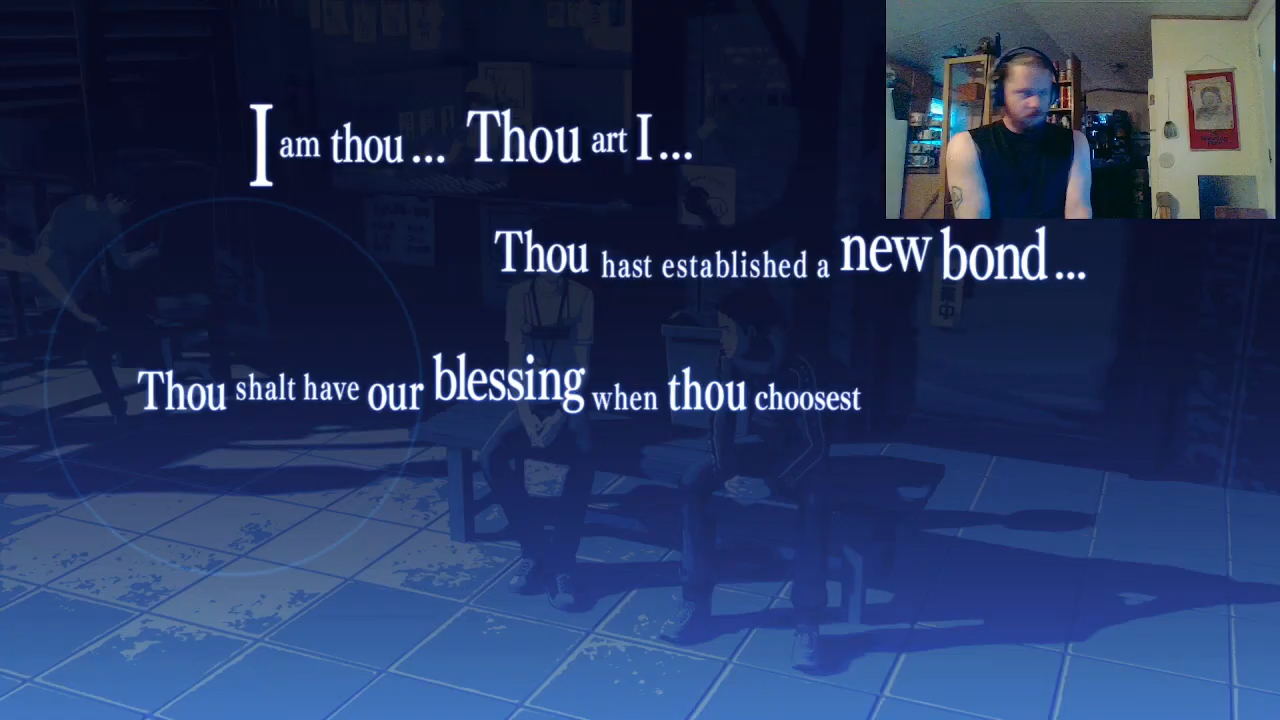 I am thou... Thou art I...
Thou hast established a new bond...
Thou shalt have our blessing when thou choosest